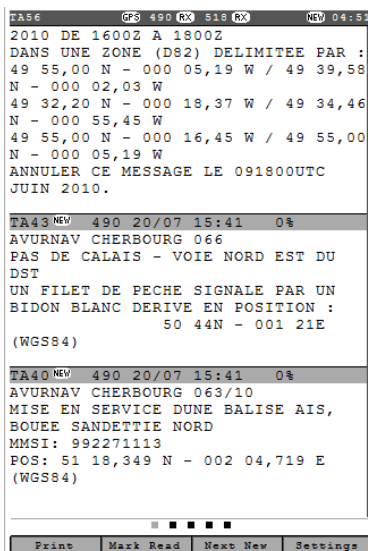 TA56 GPS 490 RX 518 RX NEW 04:51
2010 DE 1600Z A 1800Z
DANS UNE ZONE (D82) DELIMITEE PAR :
49 55,00 N - 000 05,19 W / 49 39,58
N - 000 02,03 W
49 32,20 N - 000 18,37 W / 49 34,46
N - 000 55,45 W
49 55,00 N - 000 16,45 W / 49 55,00
N - 000 05,19 W
ANNULER CE MESSAGE LE 091800UTC
JUIN 2010.
TA43 NEW 490 20/07 15:41 0%
AVURNAV CHERBOURG 066
PAS DE CALAIS - VOIE NORD EST DU
DST
UN FILET DE PECHE SIGNALE PAR UN
BIDON BLANC DERIVE EN POSITION :
50 44N - 001 21E
(WGS84)
TA40 NEW 490 20/07 15:41 0%
AVURNAV CHERBOURG 063/10
MISE EN SERVICE DUNE BALISE AIS,
BOUEE SANDETTIE NORD
MMSI: 992271113
POS: 51 18,349 N - 002 04,719 E
(WGS84)
Print Mark Read Next New Settings